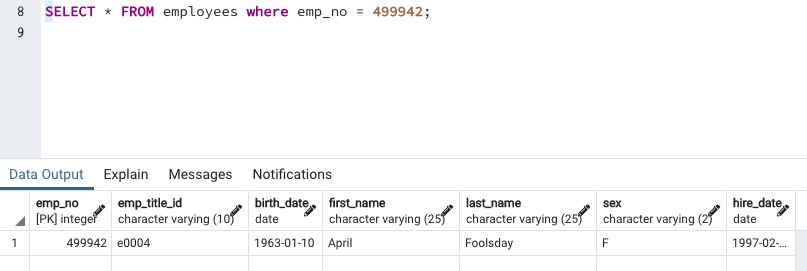 8 SELECT * FROM employees where emp_no = 499942;
9
Data Output Explain Messages Notifications
emp_no emp_title_id birth_date first_name last_name sex hire_date
[PK] integer character varying (10) date character varying (25) character varying (25) character varying (2) date
1 499942 e0004 1963-01-10 April Foolsday F 1997-02-...